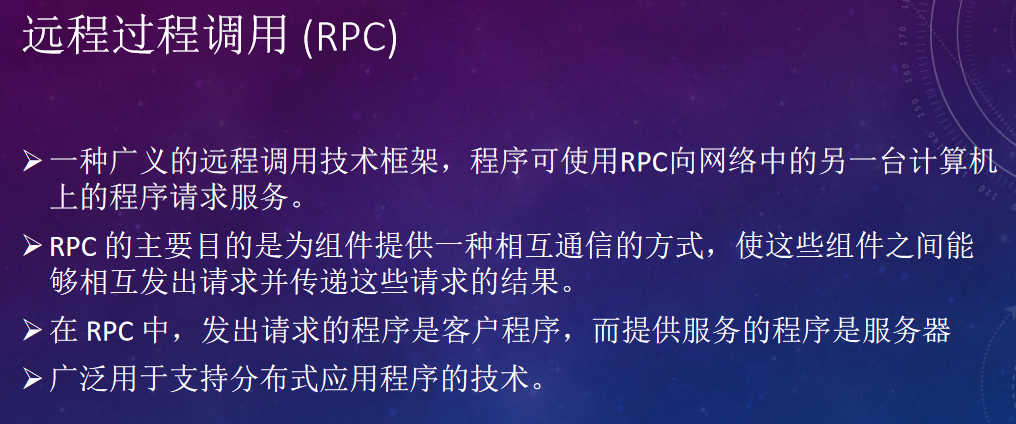 远程过程调用 (RPC)
➢一种广义的远程调用技术框架，程序可使用RPC向网络中的另一台计算机
上的程序请求服务。
➢RPC 的主要目的是为组件提供一种相互通信的方式，使这些组件之间能
够相互发出请求并传递这些请求的结果。
➢在 RPC 中，发出请求的程序是客户程序，而提供服务的程序是服务器
➢广泛用于支持分布式应用程序的技术。
170
160
150